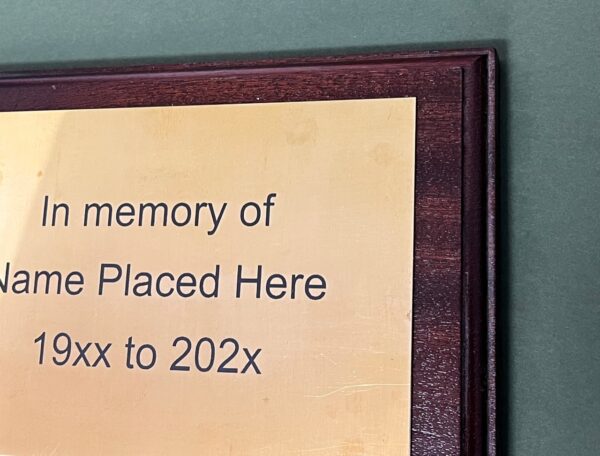 In memory of
Name Placed Here
19xx to 202x